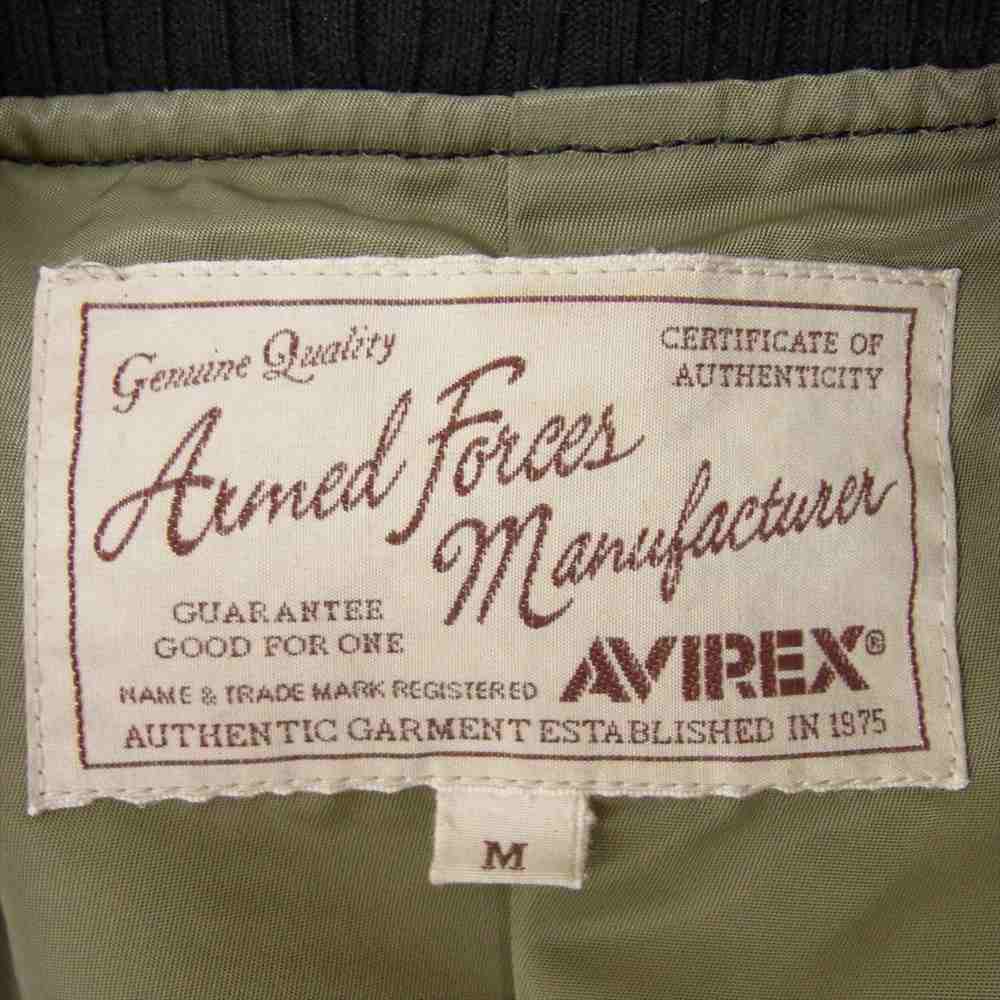 Genuine Quality
CERTIFICATE OF
AUTHENTICITY
Armed Forces
Manufacturer
GUARANTEE
GOOD FOR ONE
NAME & TRADE MARK REGISTERED
AVIREX®
AUTHENTIC GARMENT ESTABLISHED IN 1975
M